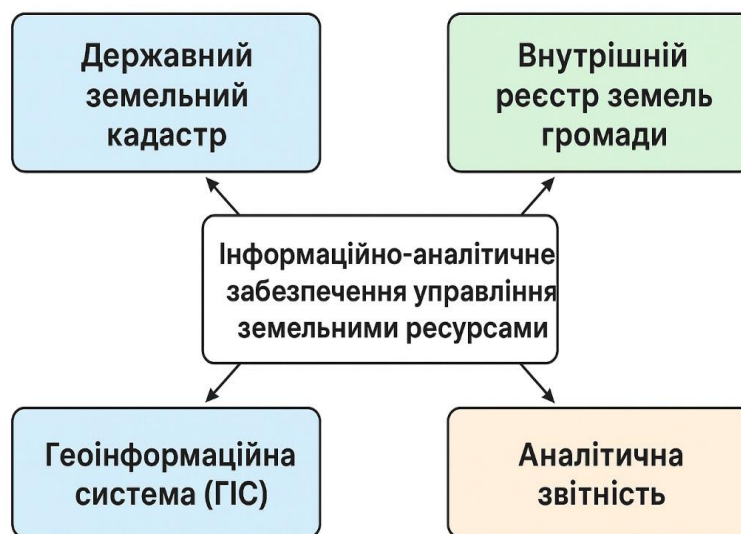 Державний
земельний
кадастр
Внутрішній
реєстр земель
громади
Інформаційно-аналітичне
забезпечення управління
земельними ресурсами
Геоінформаційна
система (ГІС)
Аналітична
звітність